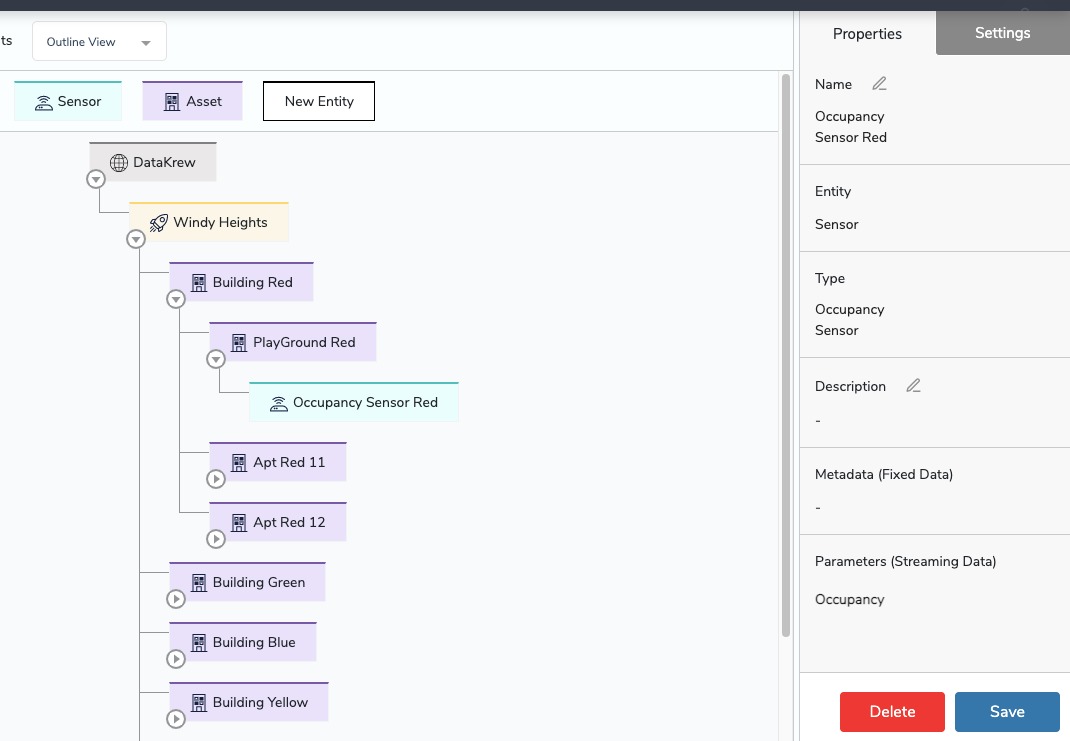 ts
Outline View
Sensor
Asset
New Entity
DataKrew
Windy Heights
Building Red
PlayGround Red
Occupancy Sensor Red
Apt Red 11
Apt Red 12
Building Green
Building Blue
Building Yellow
Properties
Settings
Name
Occupancy
Sensor Red
Entity
Sensor
Type
Occupancy
Sensor
Description
-
Metadata (Fixed Data)
-
Parameters (Streaming Data)
Occupancy
Delete
Save